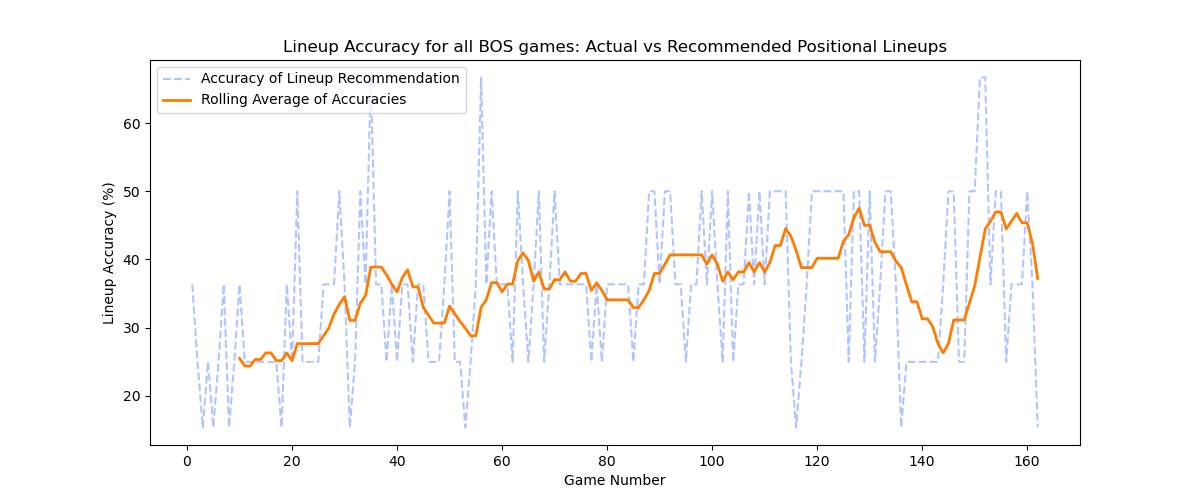 Lineup Accuracy for all BOS games: Actual vs Recommended Positional Lineups
Accuracy of Lineup Recommendation
Rolling Average of Accuracies
60
50
40
30
20
Lineup Accuracy (%)
0 20 40 60 80 100 120 140 160
Game Number